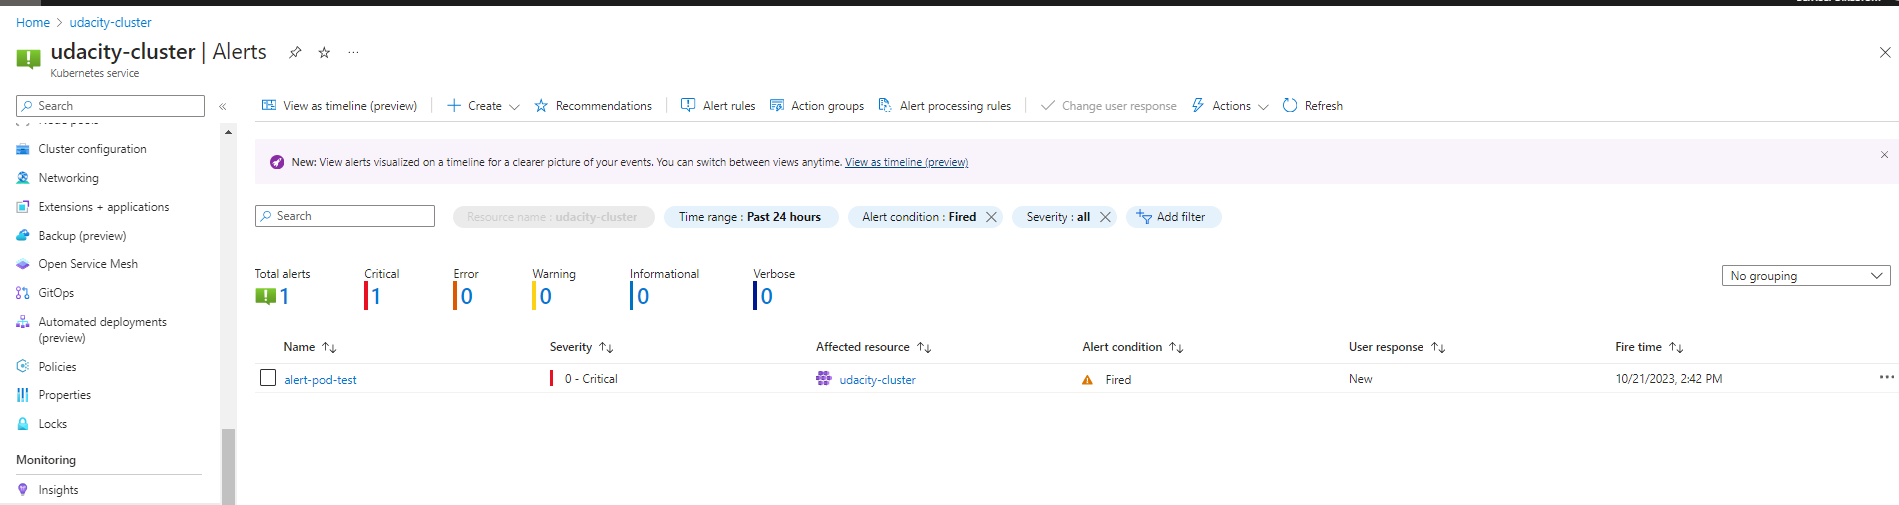 Home > udacity-cluster
udacity-cluster | Alerts ...
Kubernetes service
Search «
Node pools
Cluster configuration
Networking
Extensions + applications
Backup (preview)
Open Service Mesh
GitOps
Automated deployments
(preview)
Policies
Properties
Locks
Monitoring
Insights
View as timeline (preview) Create Recommendations Alert rules Action groups Alert processing rules Change user response Actions Refresh
New: View alerts visualized on a timeline for a clearer picture of your events. You can switch between views anytime. View as timeline (preview)
Search Resource name : udacity-cluster Time range : Past 24 hours Alert condition : Fired Severity : all Add filter
Total alerts Critical Error Warning Informational Verbose
1 1 0 0 0 0
No grouping
Name Severity Affected resource Alert condition User response Fire time
alert-pod-test 0 - Critical udacity-cluster Fired New 10/21/2023, 2:42 PM ...